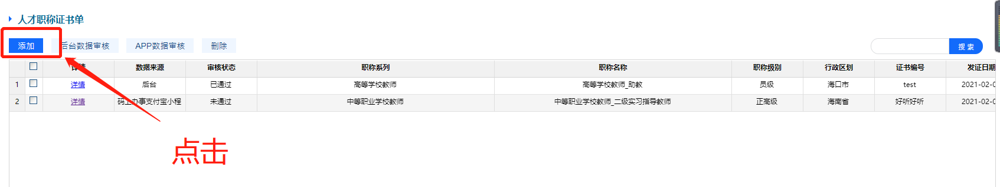 人才职称证书单
添加 后台数据审核 APP数据审核 删除 搜 索
详情 数据来源 审核状态 职称系列 职称名称 职称级别 行政区划 证书编号 发证日期
1 详情 后台 已通过 高等学校教师 高等学校教师_助教 员级 海口市 test 2021-02-0
2 详情 码上办事支付宝小程 未通过 中等职业学校教师 中等职业学校教师_二级实习指导教师 正高级 海南省 好听好听 2021-02-0
点击